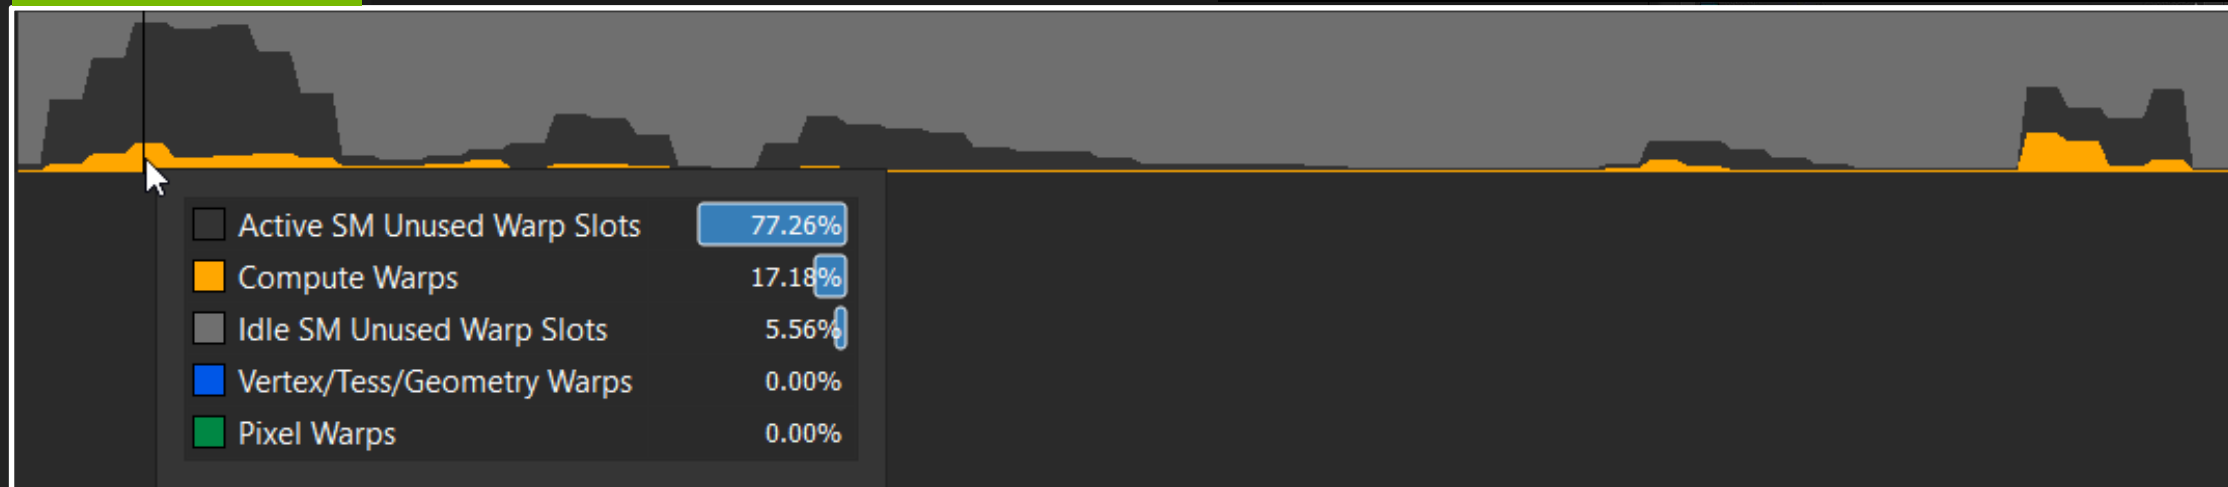 Active SM Unused Warp Slots 77.26%
Compute Warps 17.18%
Idle SM Unused Warp Slots 5.56%
Vertex/Tess/Geometry Warps 0.00%
Pixel Warps 0.00%